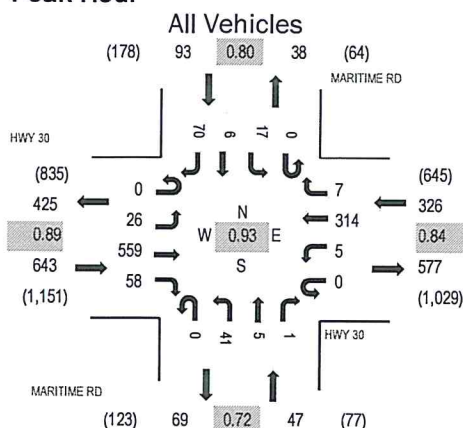 All Vehicles
(178) 93 0.80 38 (64)
MARITIME RD
70 6 17 0
HWY 30
(835) 0 7 (645)
425 26 N 314 326
0.89 W 0.93 E 0.84
559 S 5
643 58 0 577
(1,151) (1,029)
0 41 5 1
HWY 30
MARITIME RD
(123) 69 0.72 47 (77)